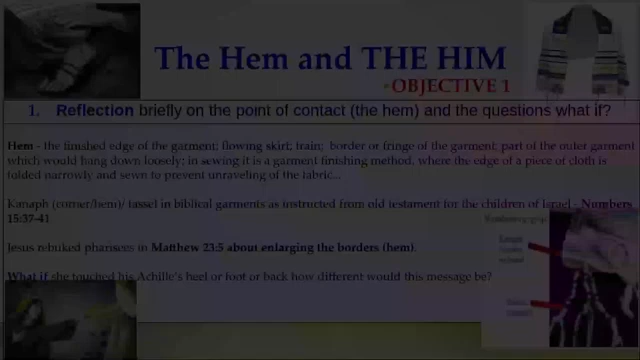 The Hem and THE HIM
-OBJECTIVE 1
1. Reflection briefly on the point of contact (the hem) and the questions what if?
Hem - the finished edge of the garment; flowing skirt; train; border or fringe of the garment; part of the outer garment
which would hang down loosely; in sewing it is a garment finishing method, where the edge of a piece of cloth is
folded narrowly and sewn to prevent unraveling of the fabric...
Kanaph (corner/hem)/ tassel in biblical garments as instructed from old testament for the children of Israel - Numbers
15:37-41
Jesus rebuked pharisees in Matthew 23:5 about enlarging the borders (hem).
What if she touched his Achille's heel or foot or back how different would this message be?